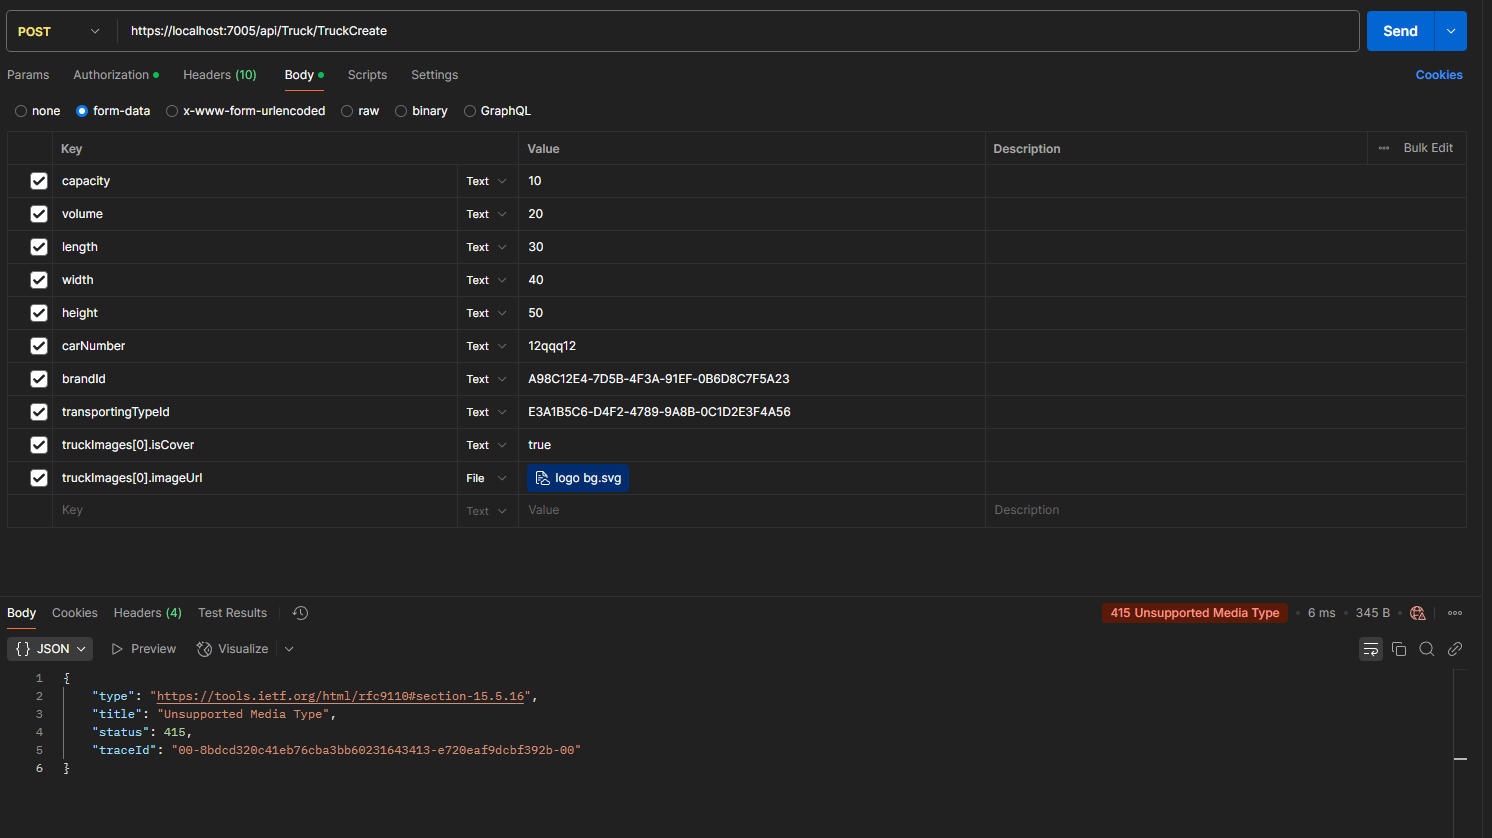 POST https://localhost:7005/api/Truck/TruckCreate Send
Params Authorization Headers (10) Body Scripts Settings Cookies
none form-data x-www-form-urlencoded raw binary GraphQL
Key Value Description Bulk Edit
capacity Text 10
volume Text 20
length Text 30
width Text 40
height Text 50
carNumber Text 12qqq12
brandId Text A98C12E4-7D5B-4F3A-91EF-0B6D8C7F5A23
transportingTypeId Text E3A1B5C6-D4F2-4789-9A8B-0C1D2E3F4A56
truckImages[0].isCover Text true
truckImages[0].imageUrl File logo bg.svg
Key Text Value Description
Body Cookies Headers (4) Test Results 415 Unsupported Media Type 6 ms 345 B
{} JSON Preview Visualize
1 {
2 "type": "https://tools.ietf.org/html/rfc9110#section-15.5.16",
3 "title": "Unsupported Media Type",
4 "status": 415,
5 "traceId": "00-8bdcd320c41eb76cba3bb60231643413-e720eaf9dcbf392b-00"
6 }